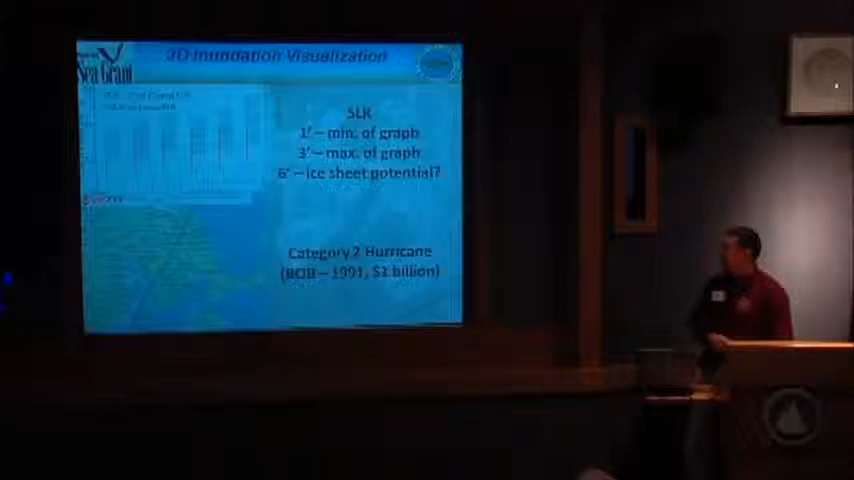 3D Inundation Visualization
Sea Grant
SLR
1' – min. of graph
3' – max. of graph
6' – ice sheet potential?
Category 2 Hurricane
(BOB – 1991, $1 billion)